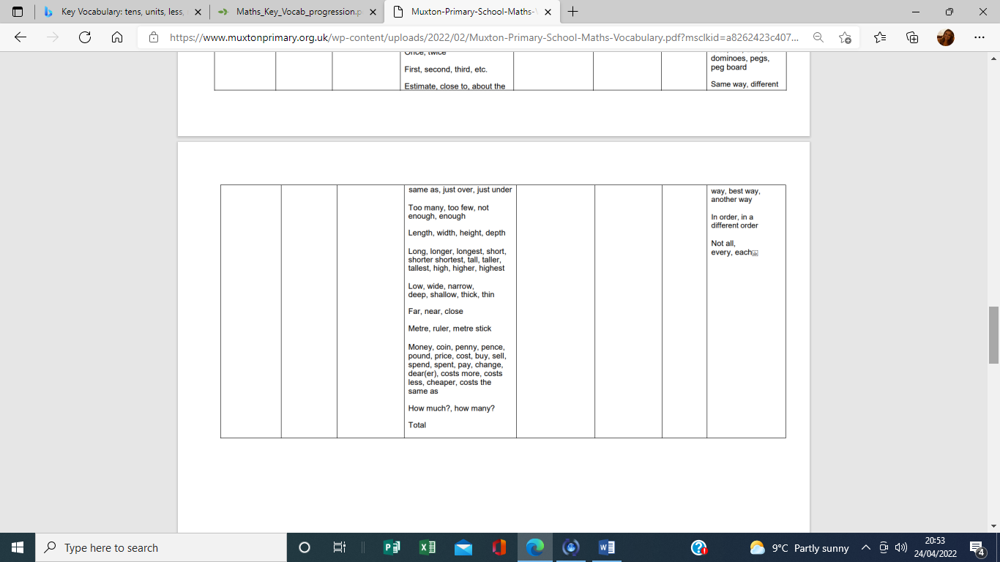 Key Vocabulary: tens, units, less,
Maths_Key_Vocab_progression.p
Muxton-Primary-School-Maths-
https://www.muxtonprimary.org.uk/wp-content/uploads/2022/02/Muxton-Primary-School-Maths-Vocabulary.pdf?msclkid=a8262423c407...
Once, twice
First, second, third, etc.
Estimate, close to, about the
dominoes, pegs,
peg board
Same way, different
same as, just over, just under
Too many, too few, not
enough, enough
Length, width, height, depth
Long, longer, longest, short,
shorter shortest, tall, taller,
tallest, high, higher, highest
Low, wide, narrow,
deep, shallow, thick, thin
Far, near, close
Metre, ruler, metre stick
Money, coin, penny, pence,
pound, price, cost, buy, sell,
spend, spent, pay, change,
dear(er), costs more, costs
less, cheaper, costs the
same as
How much?, how many?
Total
way, best way,
another way
In order, in a
different order
Not all,
every, each
Type here to search
9°C Partly sunny
20:53
24/04/2022
4